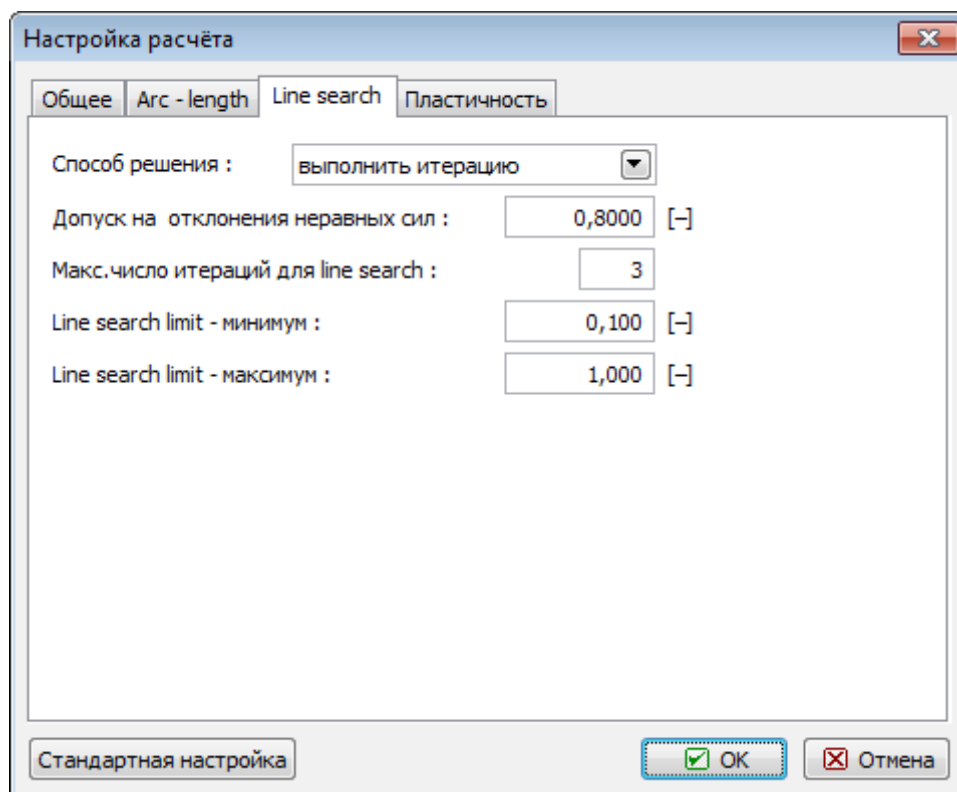 Настройка расчёта
Общее Arc - length Line search Пластичность
Способ решения : выполнить итерацию
Допуск на отклонения неравных сил : 0,8000 [–]
Макс.число итераций для line search : 3
Line search limit - минимум : 0,100 [–]
Line search limit - максимум : 1,000 [–]
Стандартная настройка OK Отмена